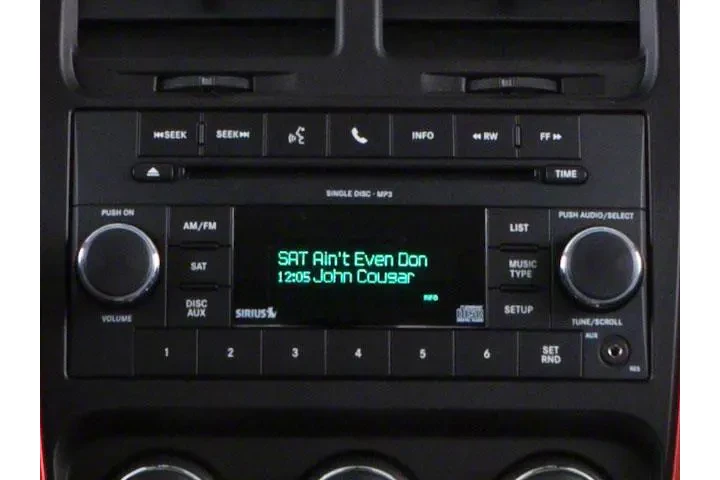 ⏮SEEK SEEK⏭ INFO ◀◀ RW FF ▶▶
TIME
SINGLE DISC · MP3
PUSH ON
PUSH AUDIO/SELECT
AM/FM
LIST
SAT Ain't Even Don
SAT
MUSIC
TYPE
12:05 John Cougar
INFO
DISC
AUX
SETUP
SIRIUS
VOLUME
TUNE/SCROLL
1 2 3 4 5 6 SET
RND
AUX